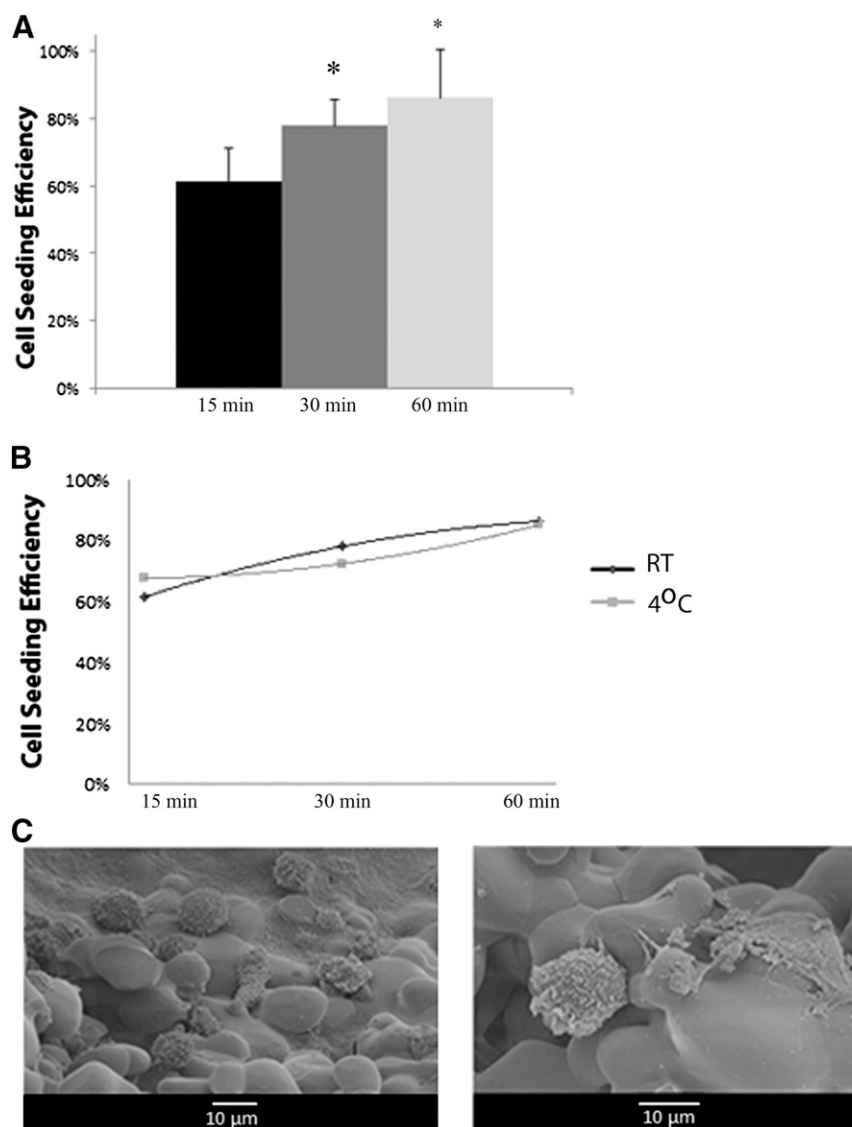 A
Cell Seeding Efficiency
100%
80%
60%
40%
20%
0%
*
*
15 min 30 min 60 min
B
Cell Seeding Efficiency
100%
80%
60%
40%
20%
0%
15 min 30 min 60 min
RT
4⁰C
C
10 µm
10 µm